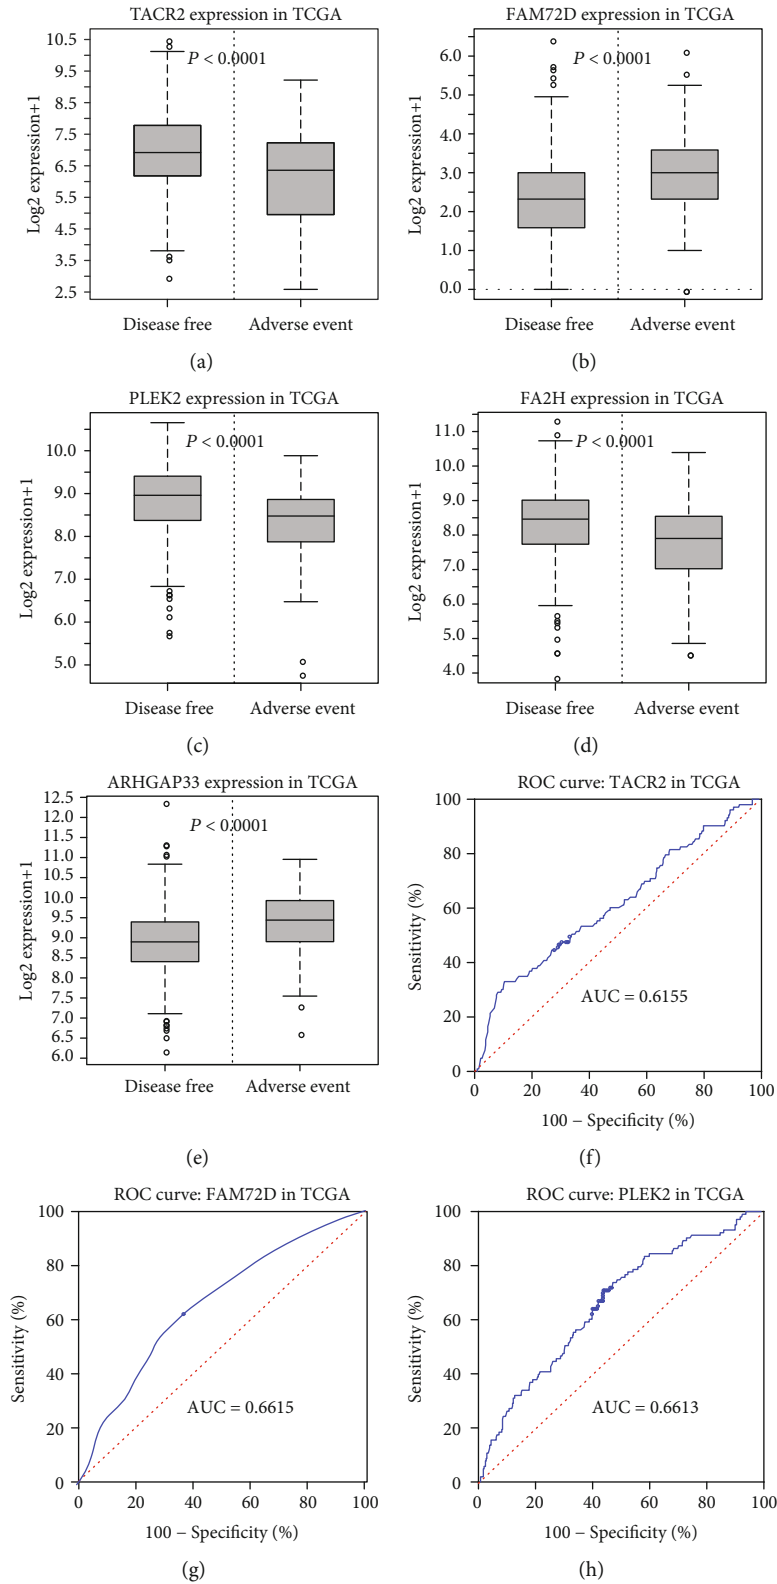 TACR2 expression in TCGA
Log2 expression+1
10.5
9.5
8.5
7.5
6.5
5.5
4.5
3.5
2.5
P < 0.0001
Disease free
Adverse event
(a)
FAM72D expression in TCGA
Log2 expression+1
6.0
5.0
4.0
3.0
2.0
1.0
0.0
P < 0.0001
Disease free
Adverse event
(b)
PLEK2 expression in TCGA
Log2 expression+1
10.0
9.0
8.0
7.0
6.0
5.0
P < 0.0001
Disease free
Adverse event
(c)
FA2H expression in TCGA
Log2 expression+1
11.0
9.0
9.0
8.0
7.0
6.0
5.0
4.0
P < 0.0001
Disease free
Adverse event
(d)
ARHGAP33 expression in TCGA
Log2 expression+1
12.5
12.0
11.5
11.0
10.5
10.0
9.5
9.0
8.5
8.0
7.5
7.0
6.5
6.0
P < 0.0001
Disease free
Adverse event
(e)
ROC curve: TACR2 in TCGA
Sensitivity (%)
100
80
60
40
20
0
AUC = 0.6155
0 20 40 60 80 100
100 − Specificity (%)
(f)
ROC curve: FAM72D in TCGA
Sensitivity (%)
100
80
60
40
20
0
AUC = 0.6615
0 20 40 60 80 100
100 − Specificity (%)
(g)
ROC curve: PLEK2 in TCGA
Sensitivity (%)
100
80
60
40
20
0
AUC = 0.6613
0 20 40 60 80 100
100 − Specificity (%)
(h)